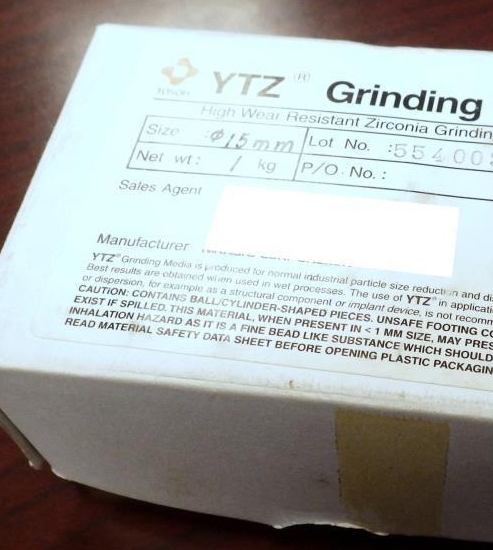 TOSOH YTZ ® Grinding
High Wear Resistant Zirconia Grindin
Size : φ15mm Lot No. :55400
Net wt: 1 kg P/O No. :
Sales Agent
Manufacturer
YTZ® Grinding Media is produced for normal industrial particle size reduction and di
Best results are obtained when used in wet processes. The use of YTZ® in applicati
or dispersion, for example as a structural component or implant device, is not recomm
CAUTION: CONTAINS BALL/CYLINDER-SHAPED PIECES. UNSAFE FOOTING CO
EXIST IF SPILLED. THIS MATERIAL, WHEN PRESENT IN < 1 MM SIZE, MAY PRES
INHALATION HAZARD AS IT IS A FINE BEAD LIKE SUBSTANCE WHICH SHOULD
READ MATERIAL SAFETY DATA SHEET BEFORE OPENING PLASTIC PACKAGIN